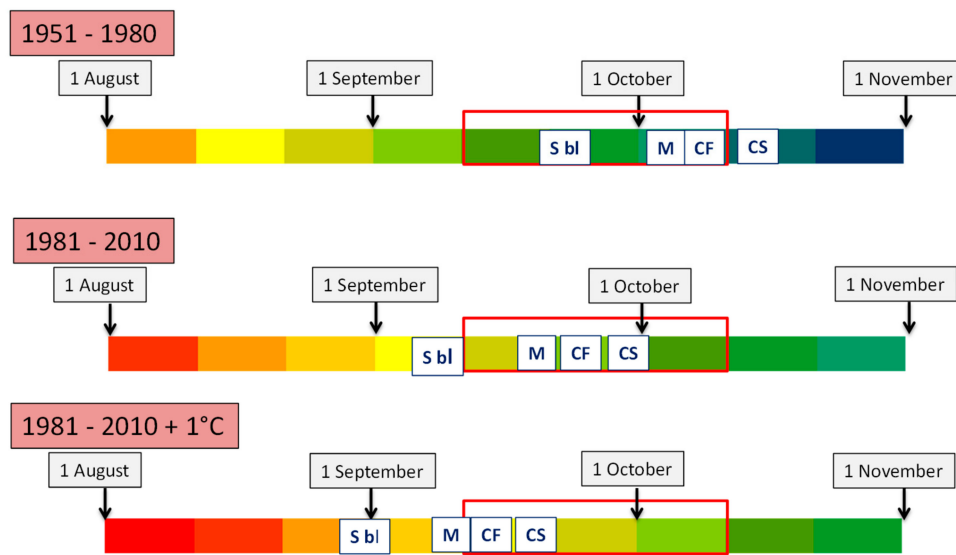 1951 - 1980
1 August
1 September
1 October
1 November
S bl
M
CF
CS
1981 - 2010
1 August
1 September
1 October
1 November
S bl
M
CF
CS
1981 - 2010 + 1°C
1 August
1 September
1 October
1 November
S bl
M
CF
CS